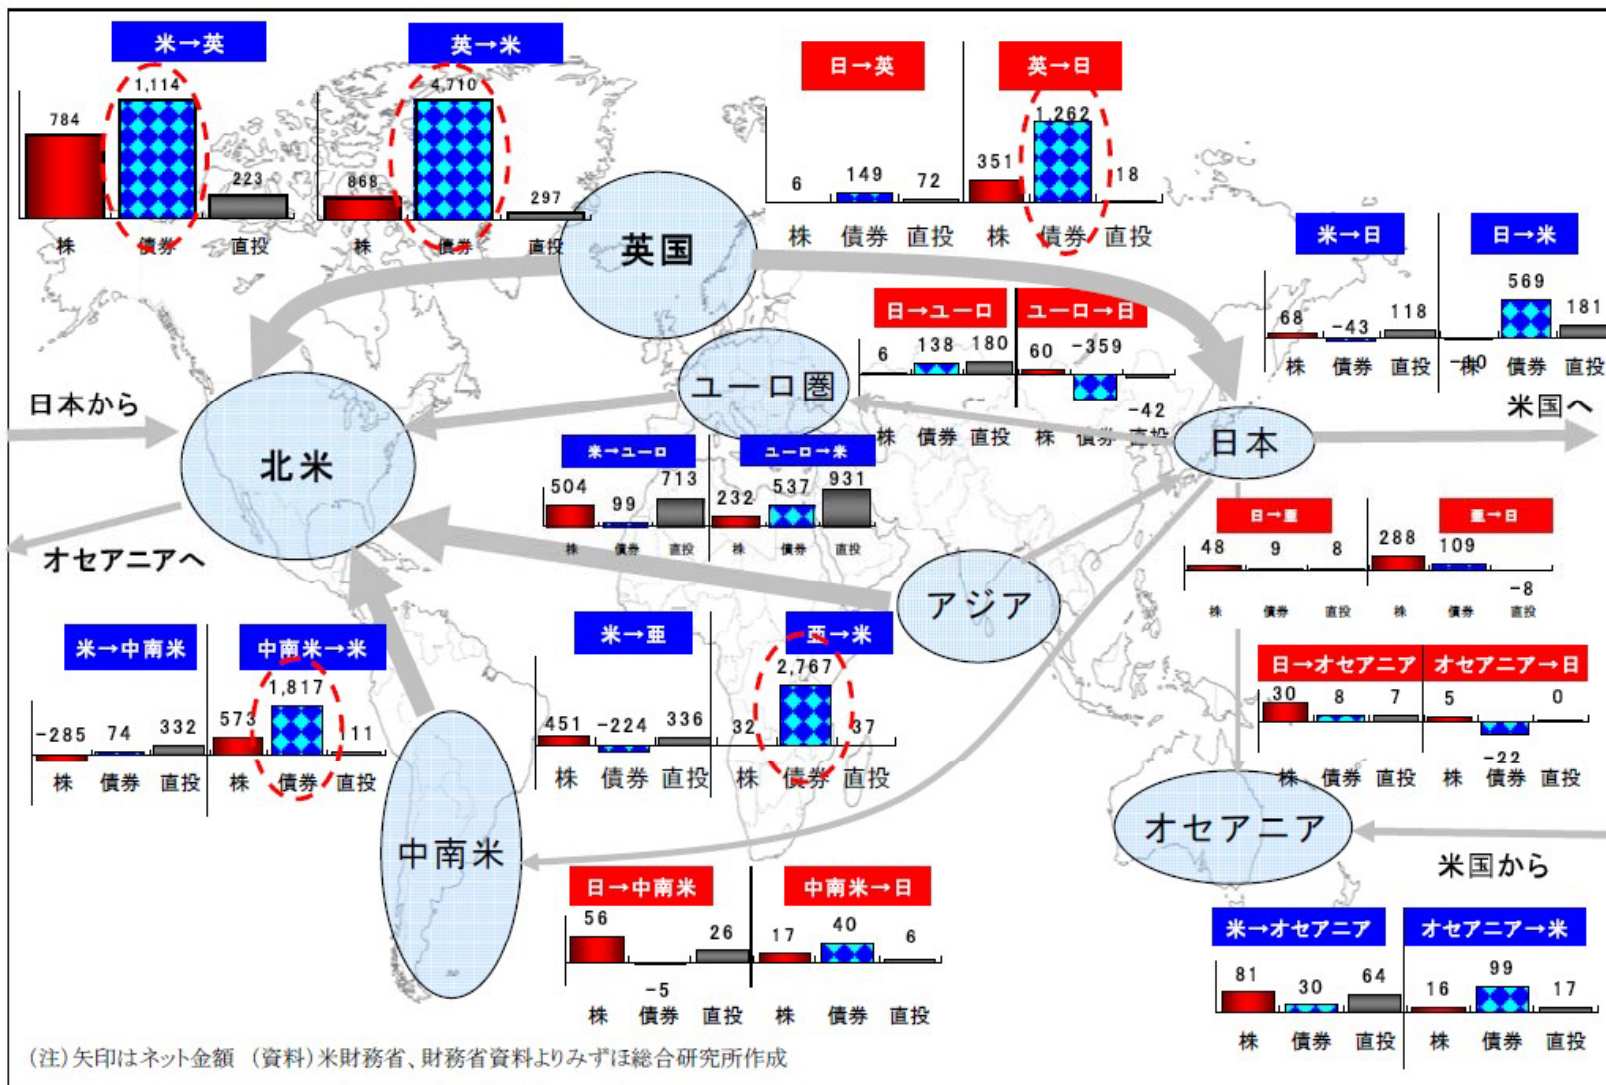 米→英 英→米
1,114 4,710
784 223 868 297
株 債券 直投 株 債券 直投
日→英 英→日
6 149 72 351 1,262 18
株 債券 直投 株 債券 直投
米→日 日→米
68 -43 118 -10 569 181
株 債券 直投 株 債券 直投
英国
日→ユーロ ユーロ→日
6 138 180 60 -359 -42
株 債券 直投 株 債券 直投
ユーロ圏
日本から
北米
日本
米国へ
米→ユーロ ユーロ→米
504 99 713 232 537 931
株 債券 直投 株 債券 直投
オセアニアへ
アジア
日→亜 亜→日
48 9 8 288 109 -8
株 債券 直投 株 債券 直投
米→中南米 中南米→米
-285 74 332 573 1,817 11
株 債券 直投 株 債券 直投
米→亜 亜→米
451 -224 336 32 2,767 37
株 債券 直投 株 債券 直投
日→オセアニア オセアニア→日
30 8 7 5 -22 0
株 債券 直投 株 債券 直投
中南米
オセアニア
米国から
日→中南米 中南米→日
56 -5 26 17 40 6
株 債券 直投 株 債券 直投
米→オセアニア オセアニア→米
81 30 64 16 99 17
株 債券 直投 株 債券 直投
(注)矢印はネット金額 (資料)米財務省、財務省資料よりみずほ総合研究所作成